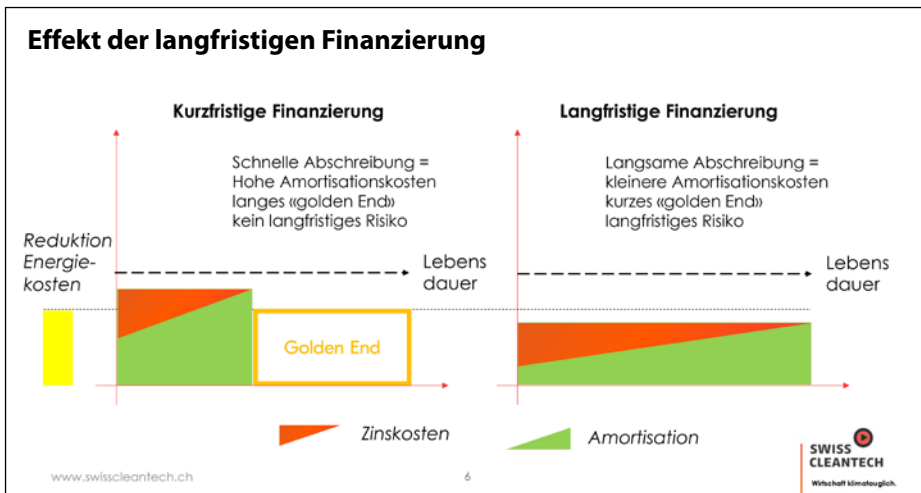 Effekt der langfristigen Finanzierung
Kurzfristige Finanzierung
Schnelle Abschreibung =
Hohe Amortisationskosten
langes «golden End»
kein langfristiges Risiko
Reduktion
Energie-
kosten
Lebens
dauer
Golden End
Langfristige Finanzierung
Langsame Abschreibung =
kleinere Amortisationskosten
kurzes «golden End»
langfristiges Risiko
Lebens
dauer
Zinskosten
Amortisation
www.swisscleantech.ch
6
SWISS
CLEANTECH
Wirtschaft klimatauglich.